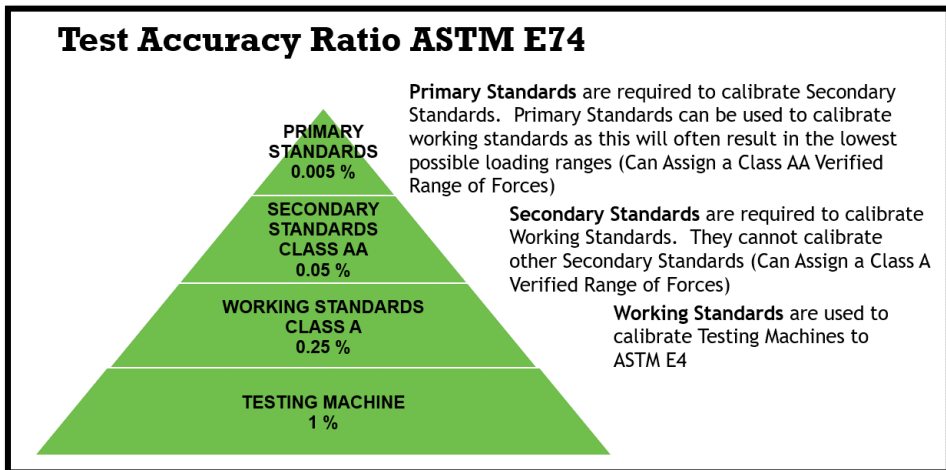 Test Accuracy Ratio ASTM E74
PRIMARY
STANDARDS
0.005 %
SECONDARY
STANDARDS
CLASS AA
0.05 %
WORKING STANDARDS
CLASS A
0.25 %
TESTING MACHINE
1 %
Primary Standards are required to calibrate Secondary
Standards.  Primary Standards can be used to calibrate
working standards as this will often result in the lowest
possible loading ranges (Can Assign a Class AA Verified
Range of Forces)
Secondary Standards are required to calibrate
Working Standards.  They cannot calibrate
other Secondary Standards (Can Assign a Class A
Verified Range of Forces)
Working Standards are used to
calibrate Testing Machines to
ASTM E4